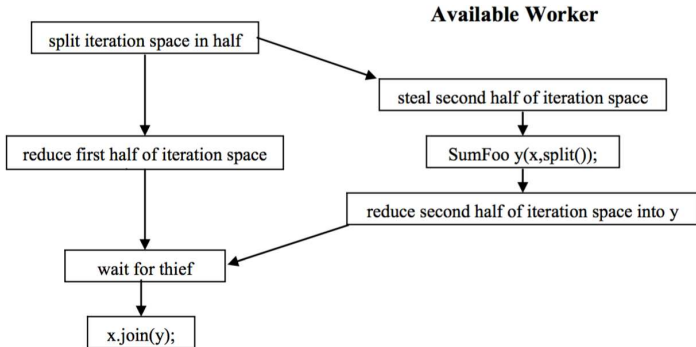 Available Worker
split iteration space in half
steal second half of iteration space
reduce first half of iteration space
SumFoo y(x,split());
reduce second half of iteration space into y
wait for thief
x.join(y);